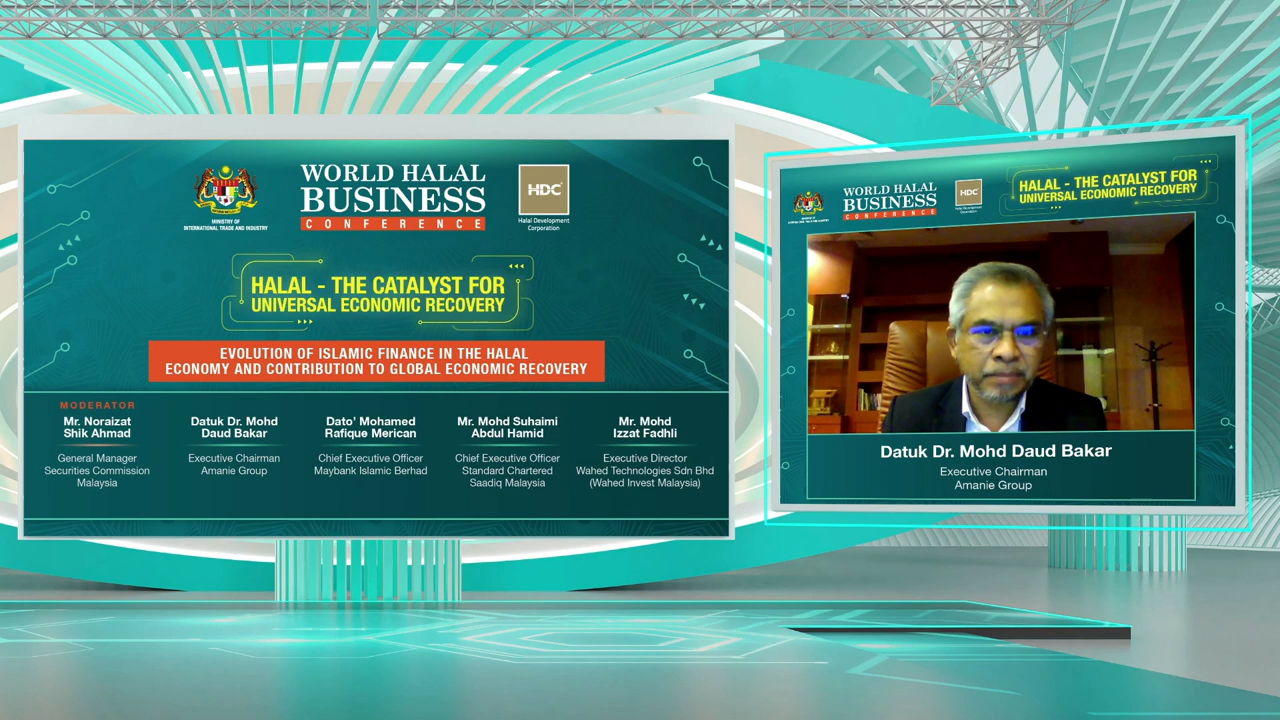 MINISTRY OF
INTERNATIONAL TRADE AND INDUSTRY
WORLD HALAL
BUSINESS
CONFERENCE
HDC
Halal Development
Corporation
HALAL - THE CATALYST FOR
UNIVERSAL ECONOMIC RECOVERY
EVOLUTION OF ISLAMIC FINANCE IN THE HALAL
ECONOMY AND CONTRIBUTION TO GLOBAL ECONOMIC RECOVERY
MODERATOR
Mr. Noraizat
Shik Ahmad
General Manager
Securities Commission
Malaysia
Datuk Dr. Mohd
Daud Bakar
Executive Chairman
Amanie Group
Dato' Mohamed
Rafique Merican
Chief Executive Officer
Maybank Islamic Berhad
Mr. Mohd Suhaimi
Abdul Hamid
Chief Executive Officer
Standard Chartered
Saadiq Malaysia
Mr. Mohd
Izzat Fadhli
Executive Director
Wahed Technologies Sdn Bhd
(Wahed Invest Malaysia)
WORLD HALAL
BUSINESS
CONFERENCE
HDC
Halal Development
Corporation
HALAL - THE CATALYST FOR
UNIVERSAL ECONOMIC RECOVERY
Datuk Dr. Mohd Daud Bakar
Executive Chairman
Amanie Group